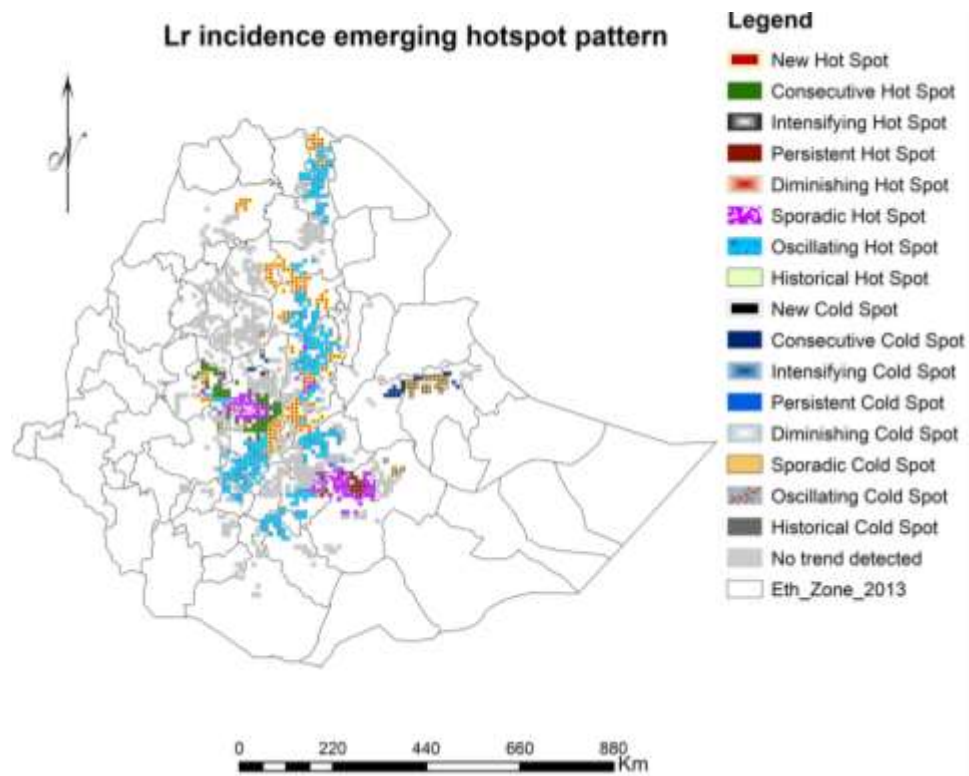 Legend
Lr incidence emerging hotspot pattern
New Hot Spot
Consecutive Hot Spot
Intensifying Hot Spot
Persistent Hot Spot
Diminishing Hot Spot
Sporadic Hot Spot
Oscillating Hot Spot
Historical Hot Spot
New Cold Spot
Consecutive Cold Spot
Intensifying Cold Spot
Persistent Cold Spot
Diminishing Cold Spot
Sporadic Cold Spot
Oscillating Cold Spot
Historical Cold Spot
No trend detected
Eth_Zone_2013
0 220 440 660 880
Km